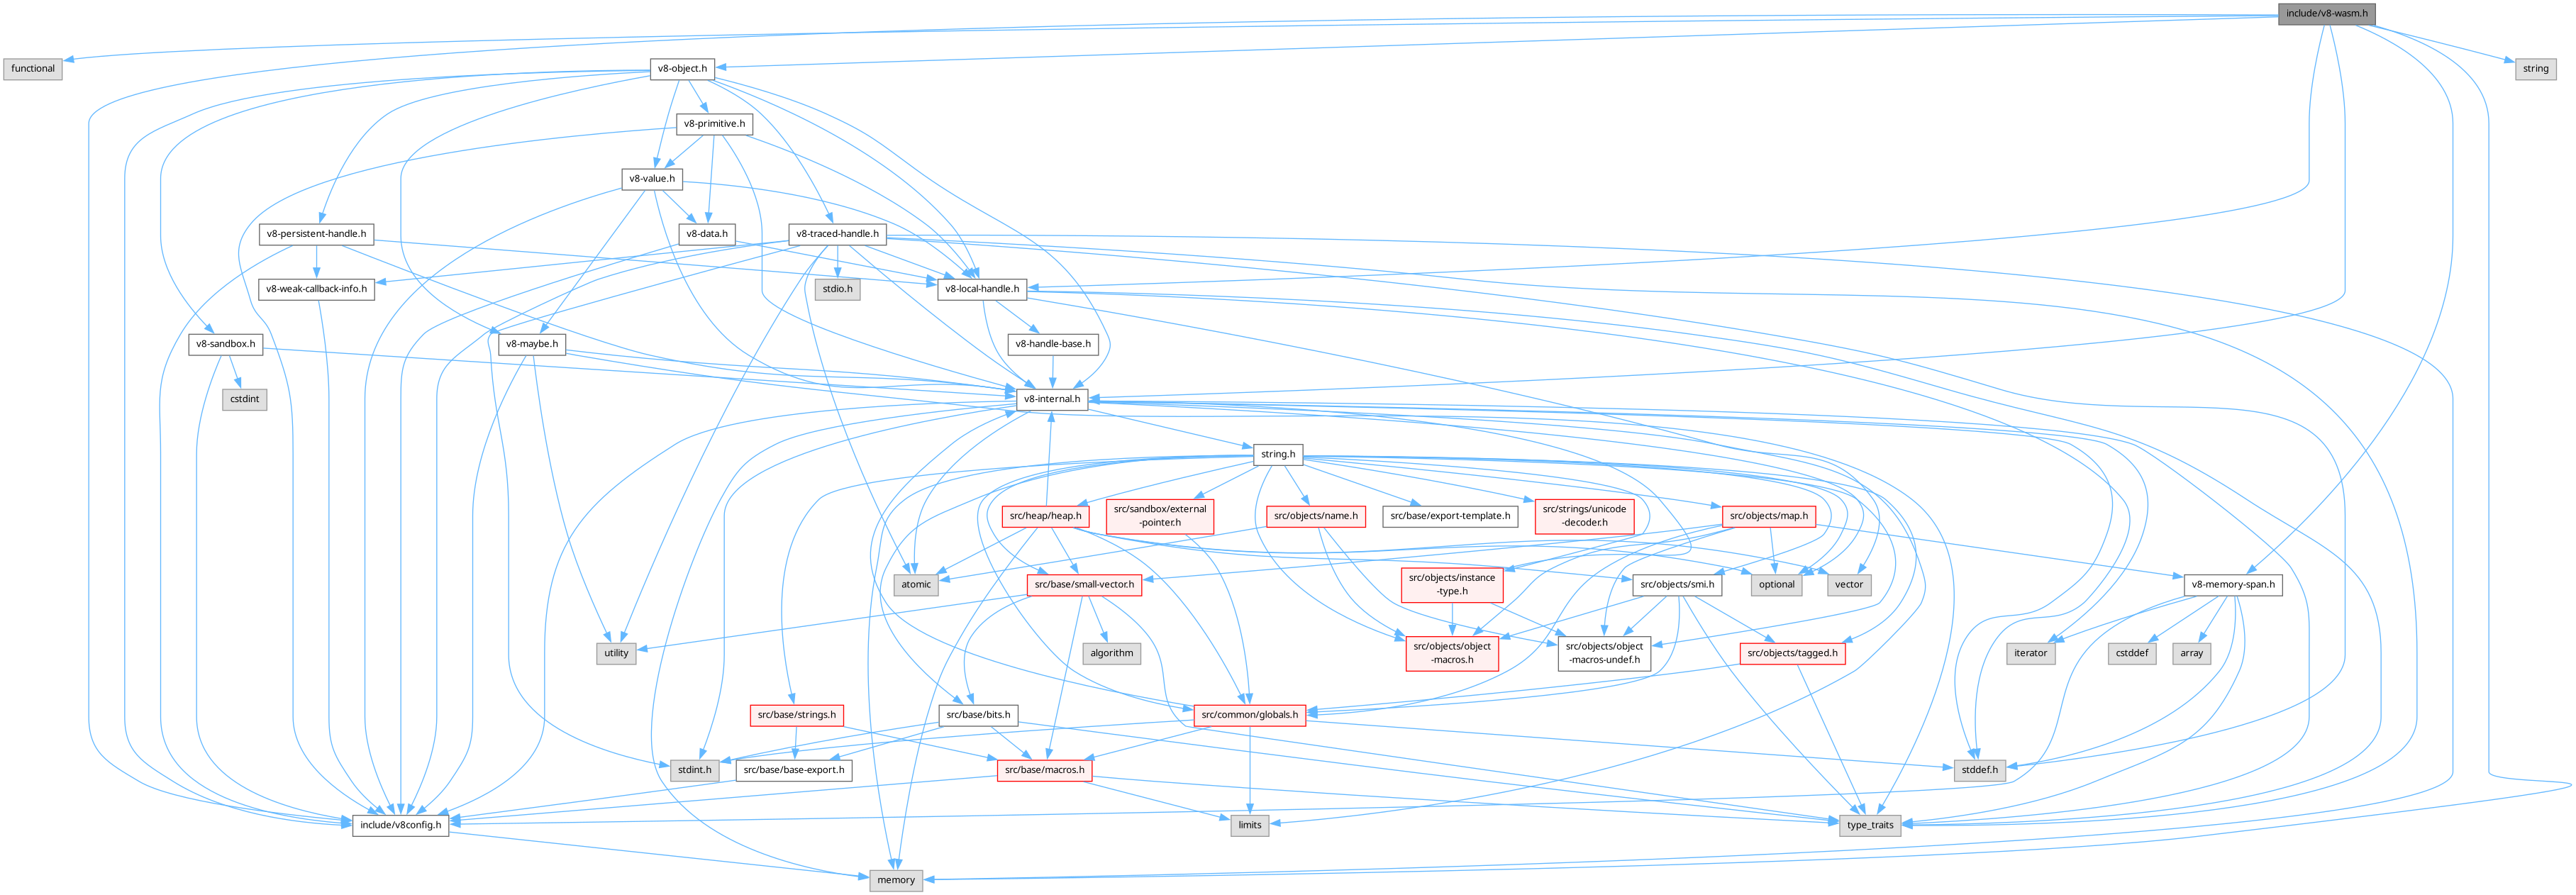 include/v8-wasm.h
functional
v8-object.h
string
v8-primitive.h
v8-value.h
v8-persistent-handle.h
v8-data.h
v8-traced-handle.h
v8-weak-callback-info.h
stdio.h
v8-local-handle.h
v8-sandbox.h
v8-maybe.h
v8-handle-base.h
cstdint
v8-internal.h
string.h
src/heap/heap.h
src/sandbox/external
-pointer.h
src/objects/name.h
src/base/export-template.h
src/strings/unicode
-decoder.h
src/objects/map.h
atomic
src/base/small-vector.h
src/objects/instance
-type.h
src/objects/smi.h
optional
vector
v8-memory-span.h
utility
algorithm
src/objects/object
-macros.h
src/objects/object
-macros-undef.h
src/objects/tagged.h
iterator
cstddef
array
src/base/strings.h
src/base/bits.h
src/common/globals.h
stdint.h
src/base/base-export.h
src/base/macros.h
stddef.h
include/v8config.h
limits
type_traits
memory